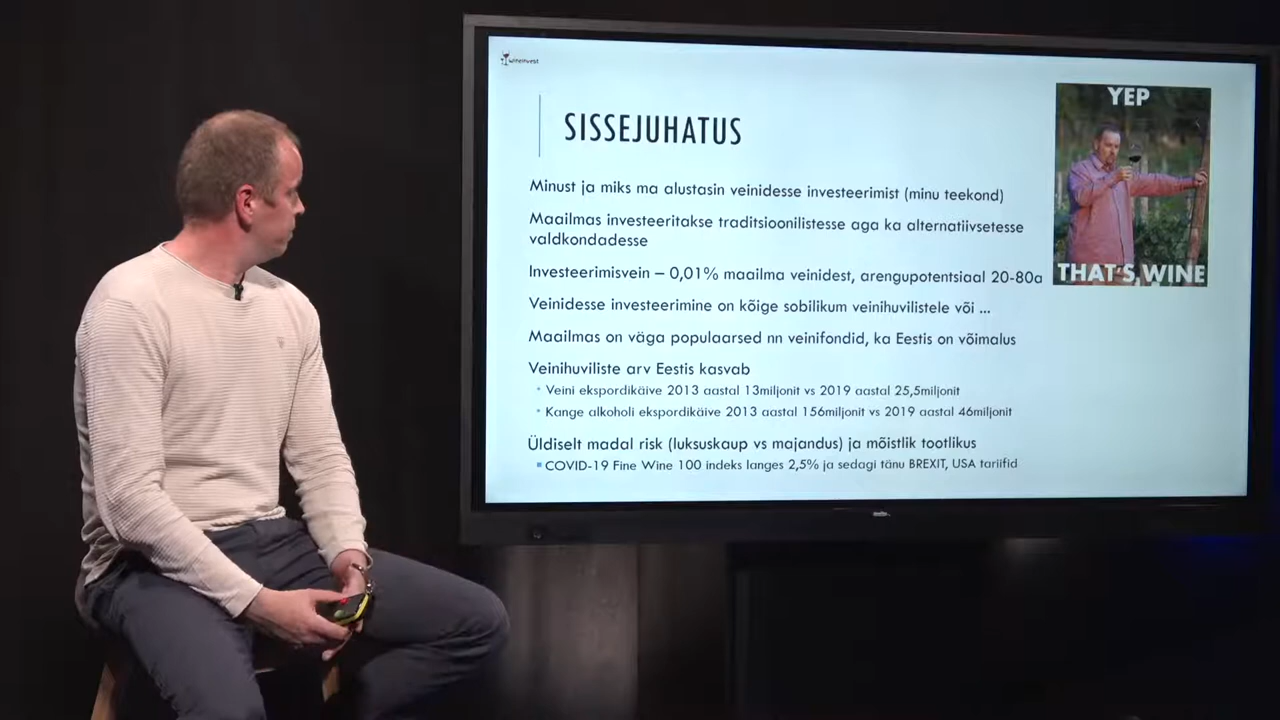 wineinvest
SISSEJUHATUS
YEP
THAT'S WINE
Minust ja miks ma alustasin veinidesse investeerimist (minu teekond)
Maailmas investeeritakse traditsioonilistesse aga ka alternatiivsetesse
valdkondadesse
Investeerimisvein – 0,01% maailma veinidest, arengupotentsiaal 20-80a
Veinidesse investeerimine on kõige sobilikum veinihuvilistele või ...
Maailmas on väga populaarsed nn veinifondid, ka Eestis on võimalus
Veinihuviliste arv Eestis kasvab
Veini ekspordikäive 2013 aastal 13miljonit vs 2019 aastal 25,5miljonit
Kange alkoholi ekspordikäive 2013 aastal 156miljonit vs 2019 aastal 46miljonit
Üldiselt madal risk (luksuskaup vs majandus) ja mõistlik tootlikus
COVID-19 Fine Wine 100 indeks langes 2,5% ja sedagi tänu BREXIT, USA tariifid